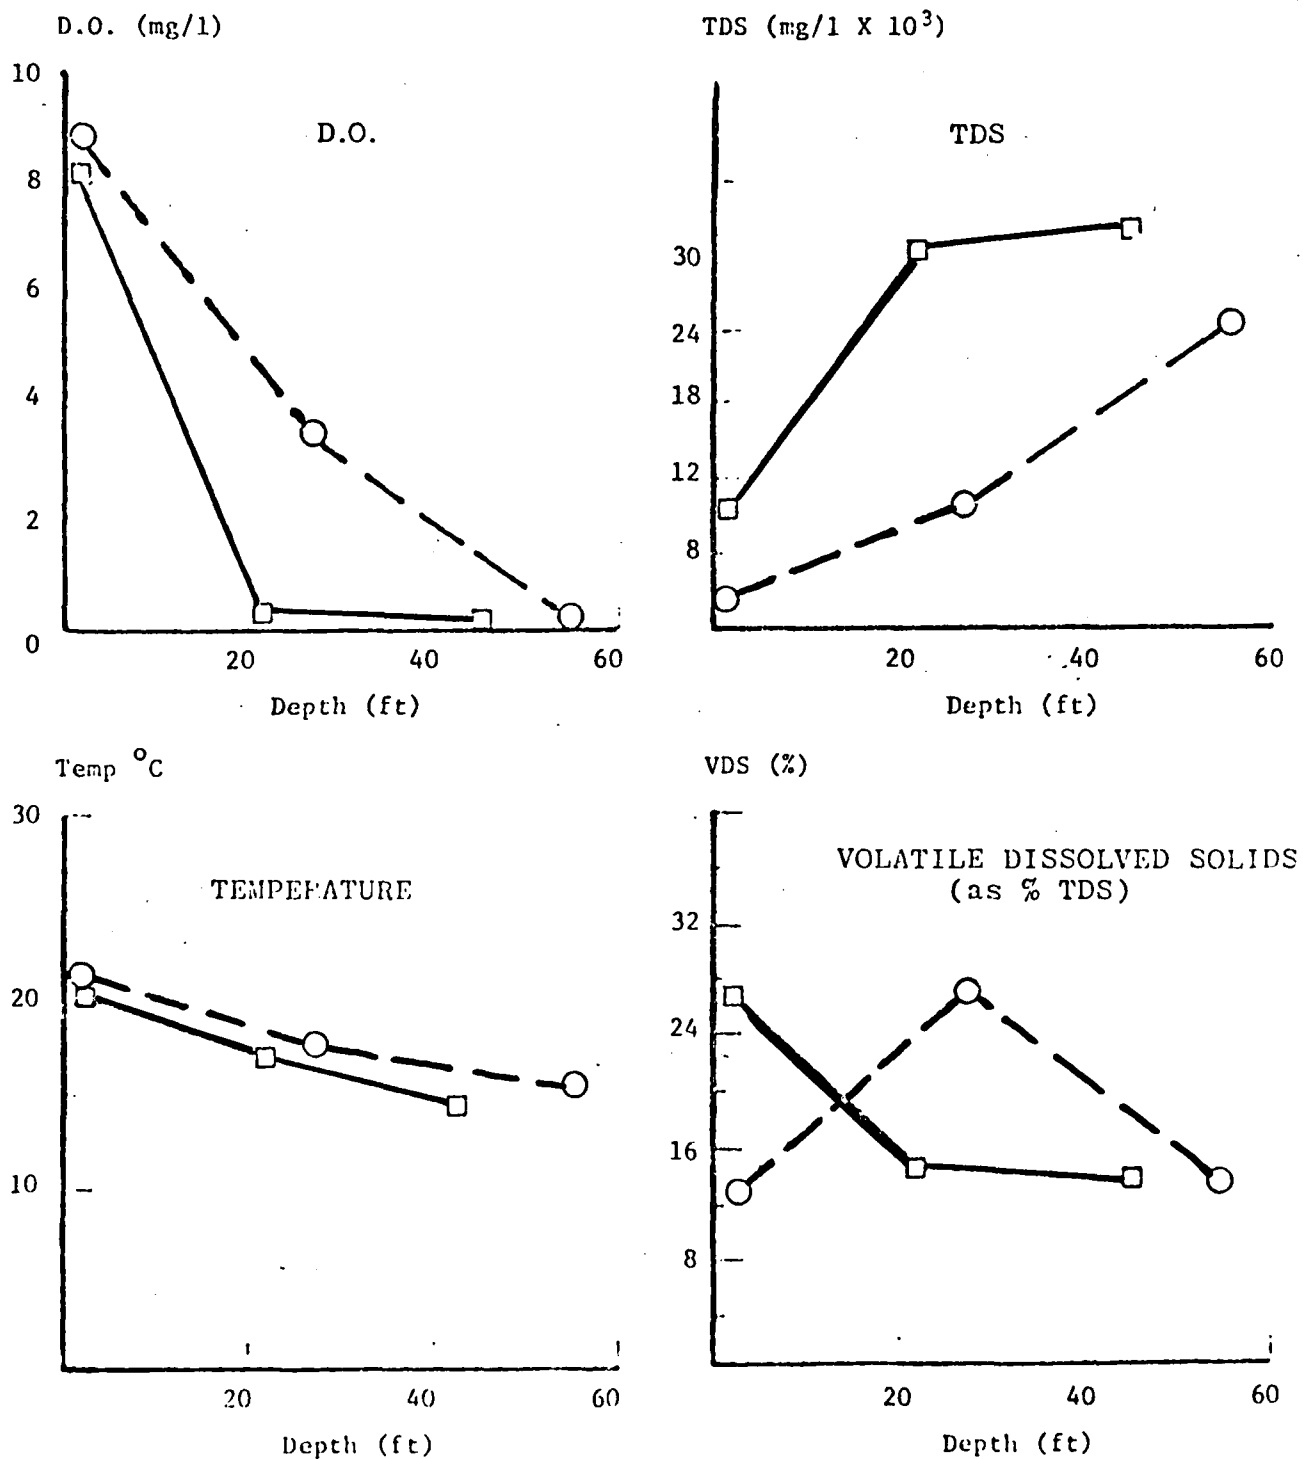 D.O. (mg/l)
D.O.
10
8
6
4
2
0
20 40 60
Depth (ft)
TDS (mg/l X 10³)
TDS
30
24
18
12
8
20 40 60
Depth (ft)
Temp °C
TEMPERATURE
30
20
10
20 40 60
Depth (ft)
VDS (%)
VOLATILE DISSOLVED SOLIDS
(as % TDS)
32
24
16
8
20 40 60
Depth (ft)